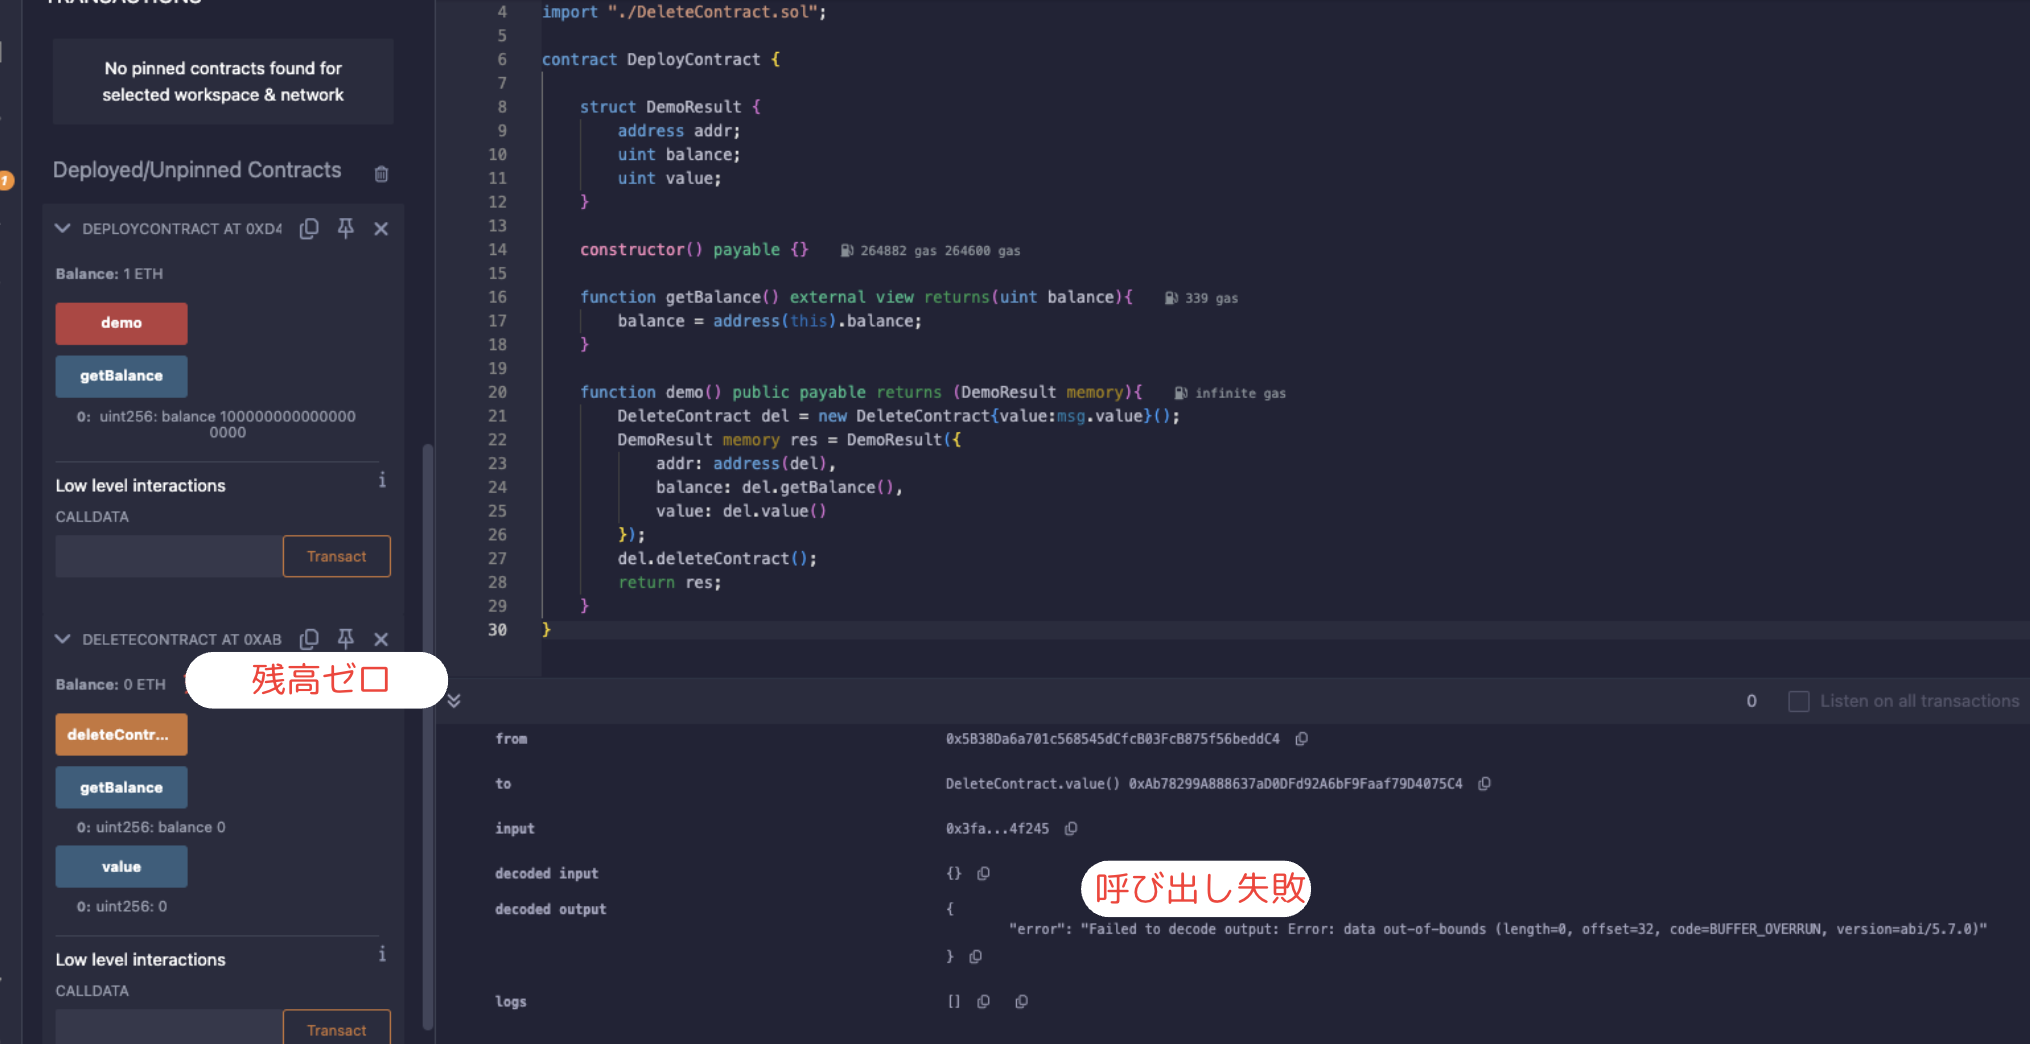 No pinned contracts found for
selected workspace & network
Deployed/Unpinned Contracts
1
DEPLOYCONTRACT AT 0XD4
Balance: 1 ETH
demo
getBalance
0: uint256: balance 100000000000000
0000
Low level interactions
i
CALLDATA
Transact
DELETECONTRACT AT 0XAB
Balance: 0 ETH
残高ゼロ
deleteContr...
getBalance
0: uint256: balance 0
value
0: uint256: 0
Low level interactions
i
CALLDATA
Transact
4 import "./DeleteContract.sol";
5
6 contract DeployContract {
7
8 struct DemoResult {
9 address addr;
10 uint balance;
11 uint value;
12 }
13
14 constructor() payable {} 264882 gas 264600 gas
15
16 function getBalance() external view returns(uint balance){ 339 gas
17 balance = address(this).balance;
18 }
19
20 function demo() public payable returns (DemoResult memory){ infinite gas
21 DeleteContract del = new DeleteContract{value:msg.value}();
22 DemoResult memory res = DemoResult({
23 addr: address(del),
24 balance: del.getBalance(),
25 value: del.value()
26 });
27 del.deleteContract();
28 return res;
29 }
30 }
0 Listen on all transactions
from 0x5B38Da6a701c568545dCfcB03FcB875f56beddC4
to DeleteContract.value() 0xAb78299A888637aD0DFd92A6bF9Faaf79D4075C4
input 0x3fa...4f245
decoded input {}
呼び出し失敗
decoded output {
"error": "Failed to decode output: Error: data out-of-bounds (length=0, offset=32, code=BUFFER_OVERRUN, version=abi/5.7.0)"
}
logs []